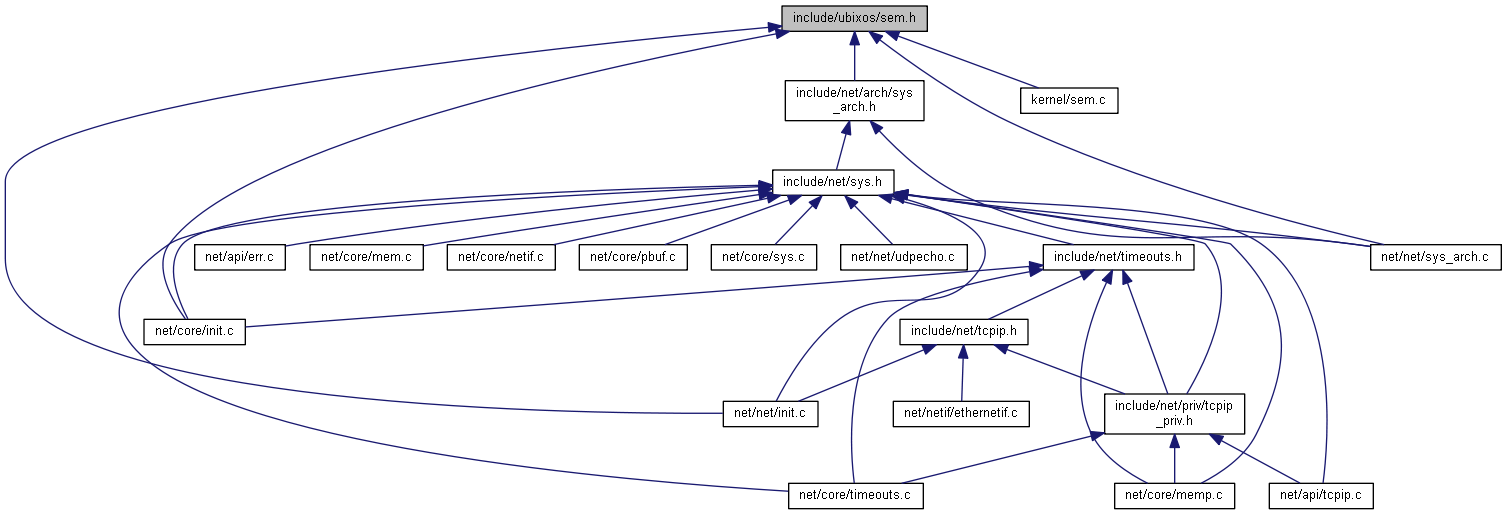 include/ubixos/sem.h
include/net/arch/sys
_arch.h
kernel/sem.c
include/net/sys.h
net/api/err.c
net/core/mem.c
net/core/netif.c
net/core/pbuf.c
net/core/sys.c
net/net/udpecho.c
include/net/timeouts.h
net/net/sys_arch.c
net/core/init.c
include/net/tcpip.h
net/net/init.c
net/netif/ethernetif.c
include/net/priv/tcpip
_priv.h
net/core/timeouts.c
net/core/memp.c
net/api/tcpip.c